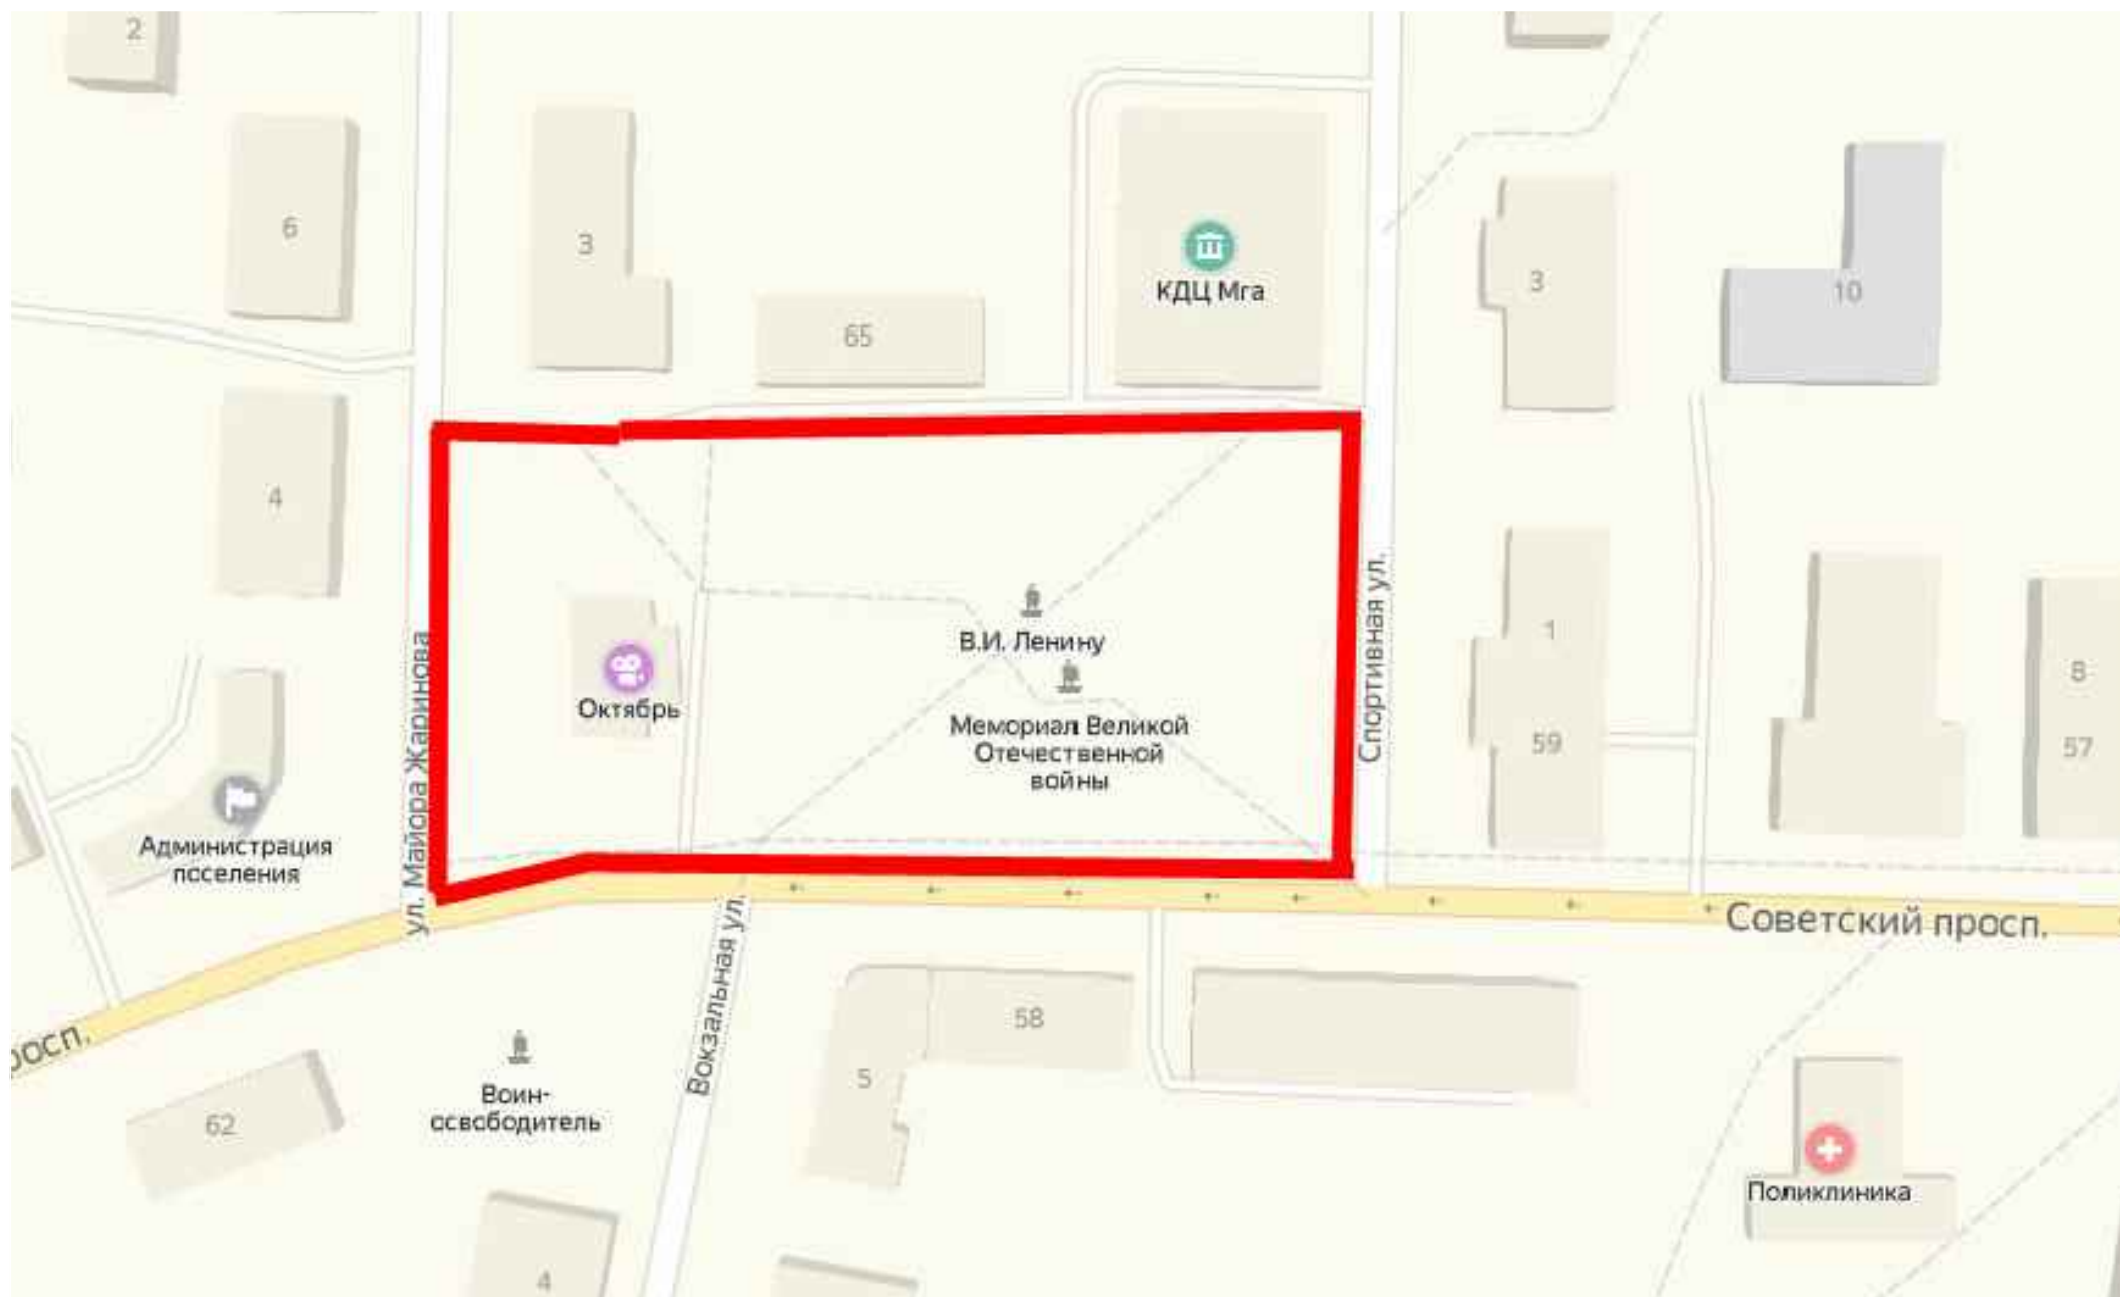 2
6
3
КДЦ Мга
3
10
65
4
В.И. Ленину
1
Октябрь
Мемориал Великой
Отечественной
войны
Спортивная ул.
59
8
57
ул. Майора Жаринова
Администрация
поселения
Советский просп.
Вокзальная ул.
58
5
62
Воин-
освободитель
Поликлиника
4